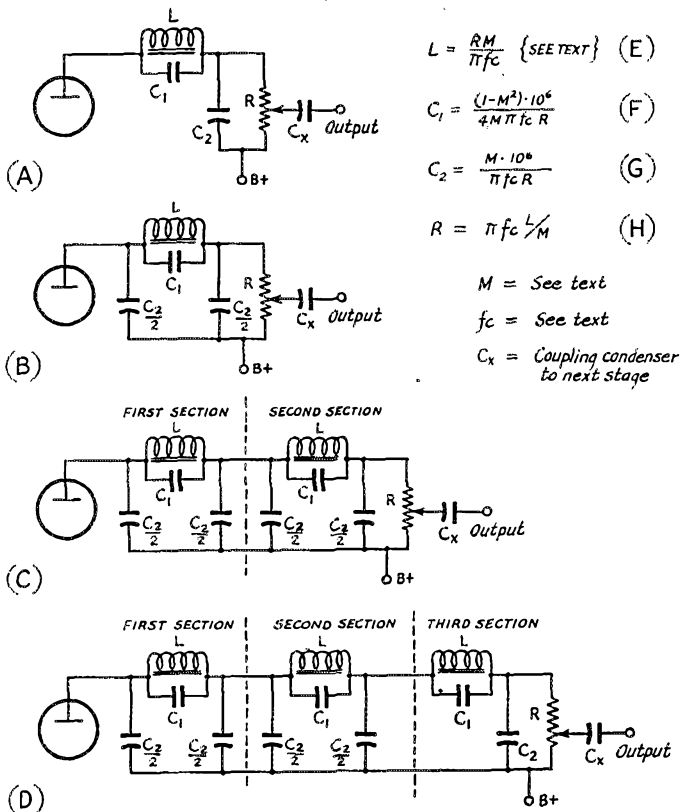 L
C₁
C₂
R
Cₓ
Output
B+
(A)
L = RM/πfc {SEE TEXT} (E)
C₁ = (1-M²)·10⁶/4Mπfc R (F)
C₂ = M·10⁶/πfc R (G)
R = πfc L/M (H)
M = See text
fc = See text
Cₓ = Coupling condenser
to next stage
L
C₁
C₂/2
C₂/2
R
Cₓ
Output
B+
(B)
FIRST SECTION
SECOND SECTION
L
L
C₁
C₁
C₂/2
C₂/2
C₂/2
C₂/2
R
Cₓ
Output
B+
(C)
FIRST SECTION
SECOND SECTION
THIRD SECTION
L
L
L
C₁
C₁
C₁
C₂/2
C₂/2
C₂/2
C₂/2
C₂
R
Cₓ
Output
B+
(D)